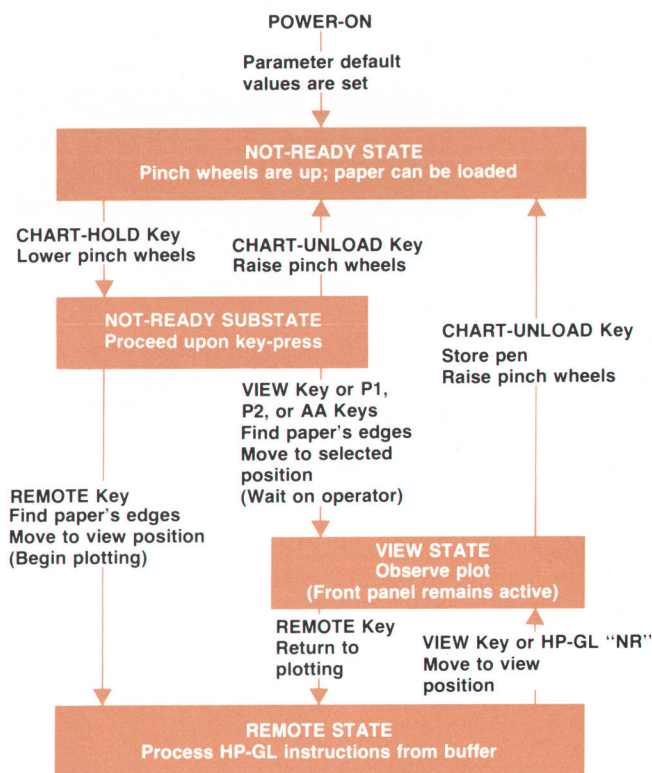 POWER-ON
Parameter default
values are set
NOT-READY STATE
Pinch wheels are up; paper can be loaded
CHART-HOLD Key
Lower pinch wheels
CHART-UNLOAD Key
Raise pinch wheels
NOT-READY SUBSTATE
Proceed upon key-press
CHART-UNLOAD Key
Store pen
Raise pinch wheels
VIEW Key or P1,
P2, or AA Keys
Find paper's edges
Move to selected
position
(Wait on operator)
REMOTE Key
Find paper's edges
Move to view position
(Begin plotting)
VIEW STATE
Observe plot
(Front panel remains active)
REMOTE Key
Return to
plotting
VIEW Key or HP-GL "NR"
Move to view
position
REMOTE STATE
Process HP-GL instructions from buffer